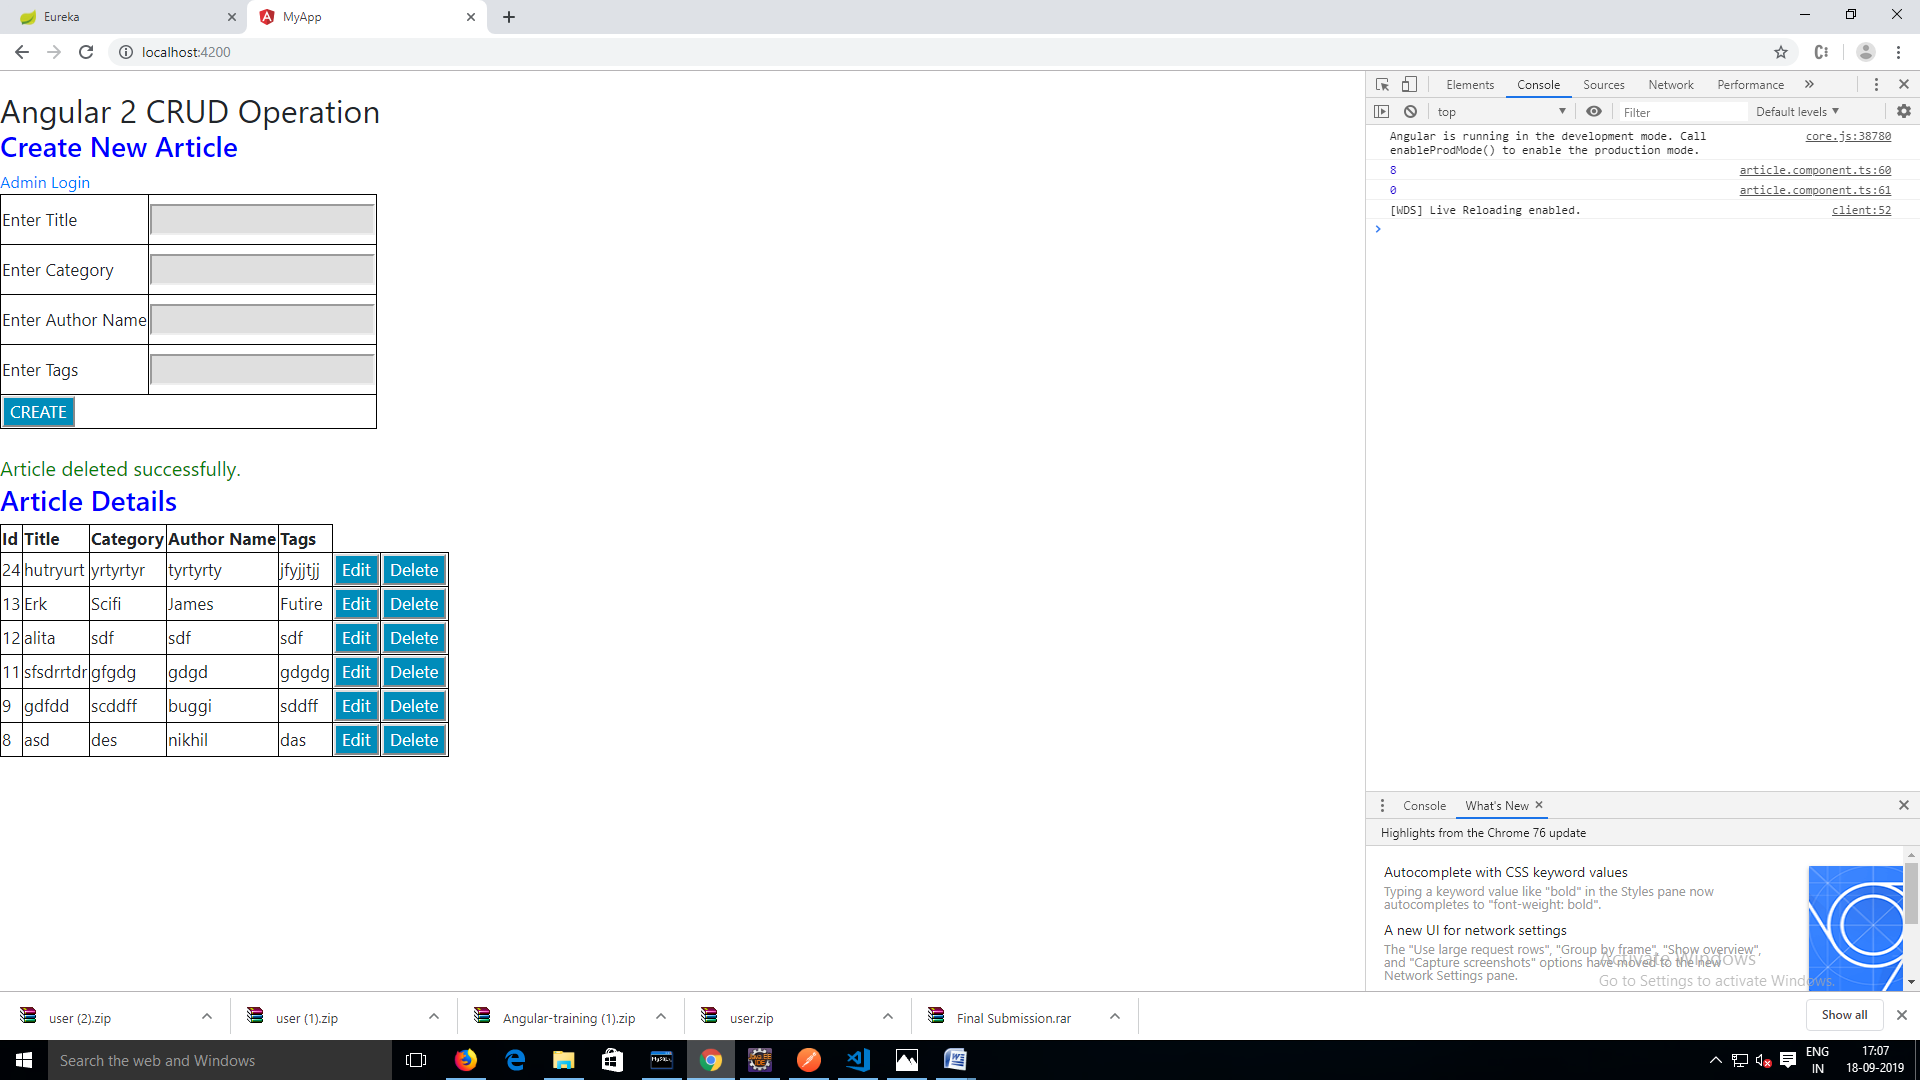 Eureka
MyApp
localhost:4200
Angular 2 CRUD Operation
Create New Article
Admin Login
Enter Title
Enter Category
Enter Author Name
Enter Tags
CREATE
Article deleted successfully.
Article Details
Id Title Category Author Name Tags
24 hutryurt yrtyrtyr tyrtyrty jfyjjtjj Edit Delete
13 Erk Scifi James Futire Edit Delete
12 alita sdf sdf sdf Edit Delete
11 sfsdrrtdr gfgdg gdgd gdgdg Edit Delete
9 gdfdd scddff buggi sddff Edit Delete
8 asd des nikhil das Edit Delete
Elements Console Sources Network Performance
top Filter Default levels
Angular is running in the development mode. Call core.js:38780
enableProdMode() to enable the production mode.
8 article.component.ts:60
0 article.component.ts:61
[WDS] Live Reloading enabled. client:52
Console What's New
Highlights from the Chrome 76 update
Autocomplete with CSS keyword values
Typing a keyword value like "bold" in the Styles pane now
autocompletes to "font-weight: bold".
A new UI for network settings
The "Use large request rows", "Group by frame", "Show overview",
and "Capture screenshots" options have moved to the new
Network Settings pane.
Activate Windows
Go to Settings to activate Windows.
user (2).zip user (1).zip Angular-training (1).zip user.zip Final Submission.rar Show all
Search the web and Windows
ENG
IN
17:07
18-09-2019